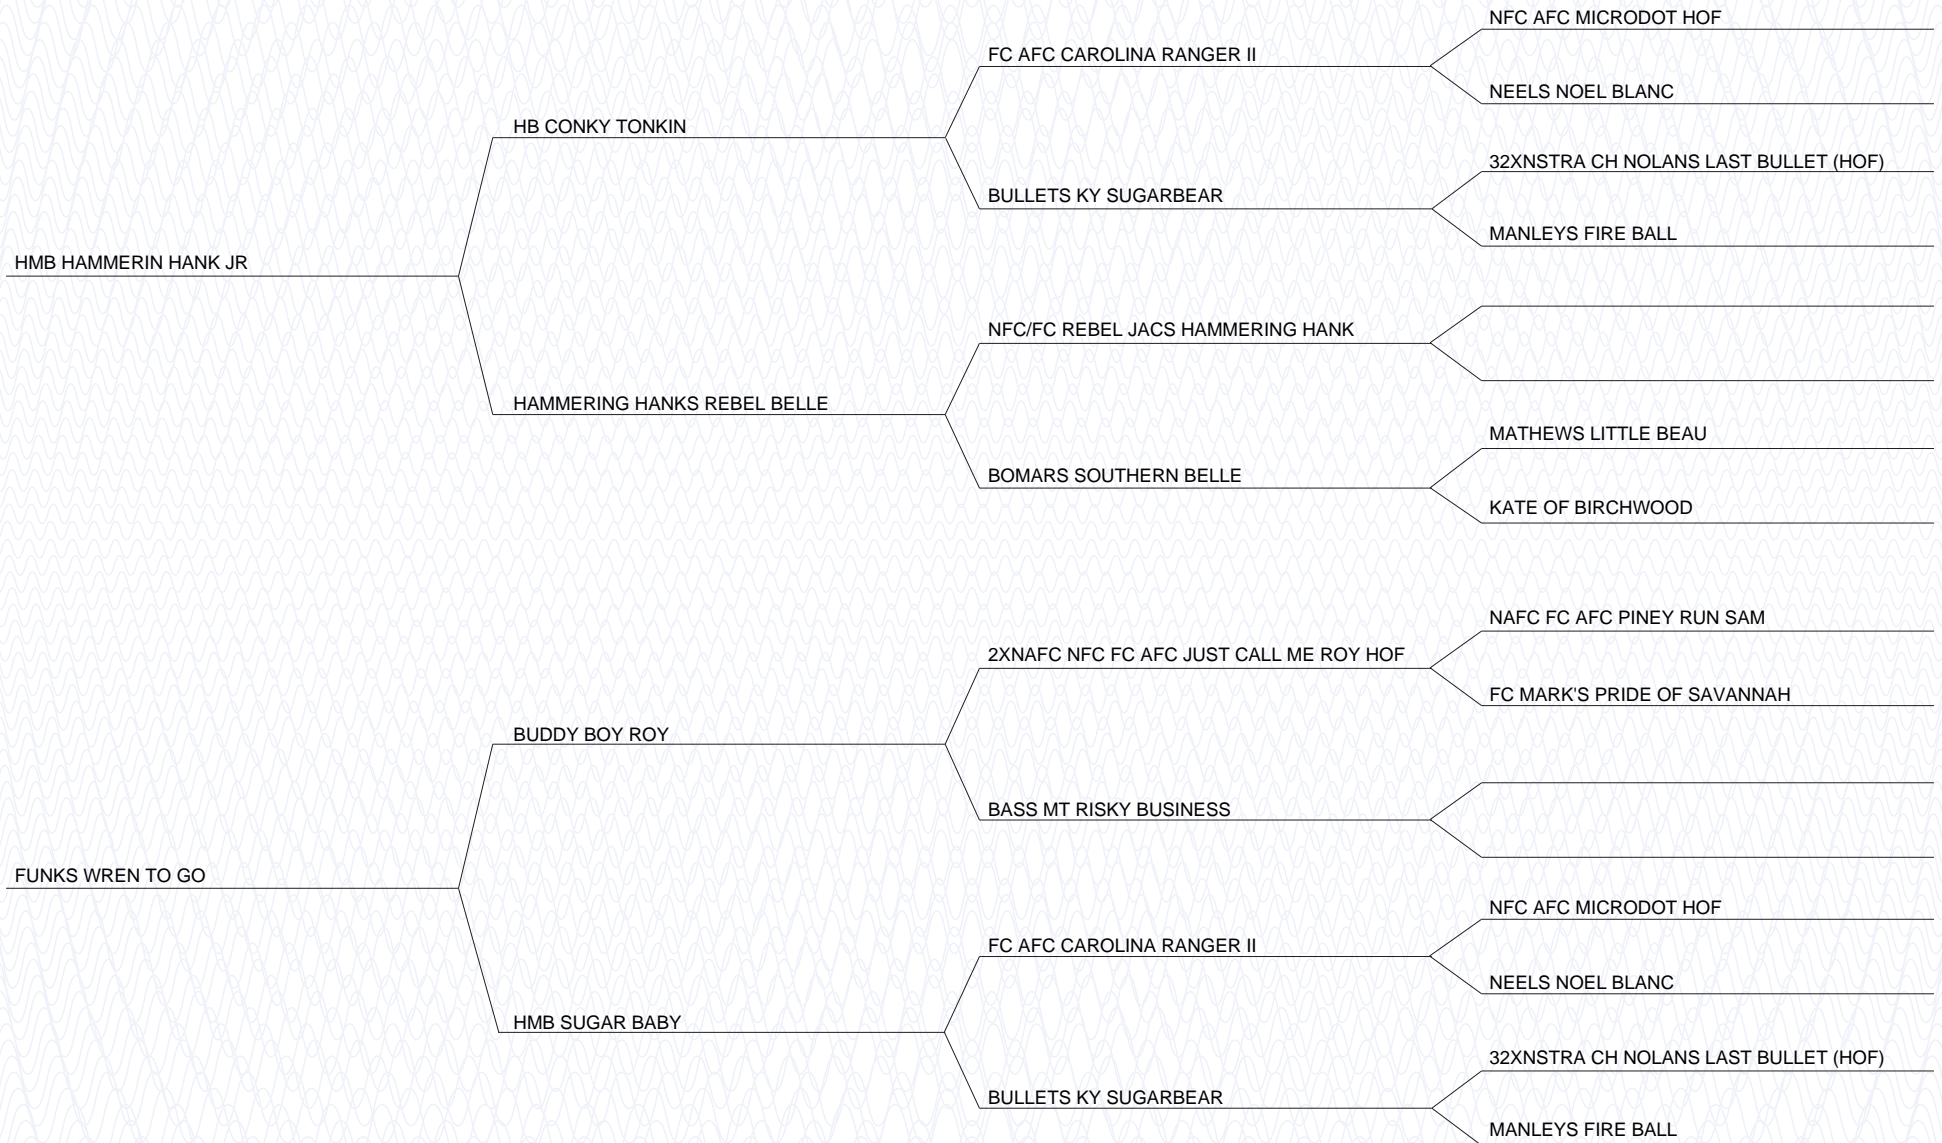 NFC AFC MICRODOT HOF
FC AFC CAROLINA RANGER II
NEELS NOEL BLANC
HB CONKY TONKIN
32XNSTRA CH NOLANS LAST BULLET (HOF)
BULLETS KY SUGARBEAR
MANLEYS FIRE BALL
HMB HAMMERIN HANK JR
NFC/FC REBEL JACS HAMMERING HANK
HAMMERING HANKS REBEL BELLE
MATHEWS LITTLE BEAU
BOMARS SOUTHERN BELLE
KATE OF BIRCHWOOD
NAFC FC AFC PINEY RUN SAM
2XNAFC NFC FC AFC JUST CALL ME ROY HOF
FC MARK'S PRIDE OF SAVANNAH
BUDDY BOY ROY
BASS MT RISKY BUSINESS
FUNKS WREN TO GO
NFC AFC MICRODOT HOF
FC AFC CAROLINA RANGER II
NEELS NOEL BLANC
HMB SUGAR BABY
32XNSTRA CH NOLANS LAST BULLET (HOF)
BULLETS KY SUGARBEAR
MANLEYS FIRE BALL